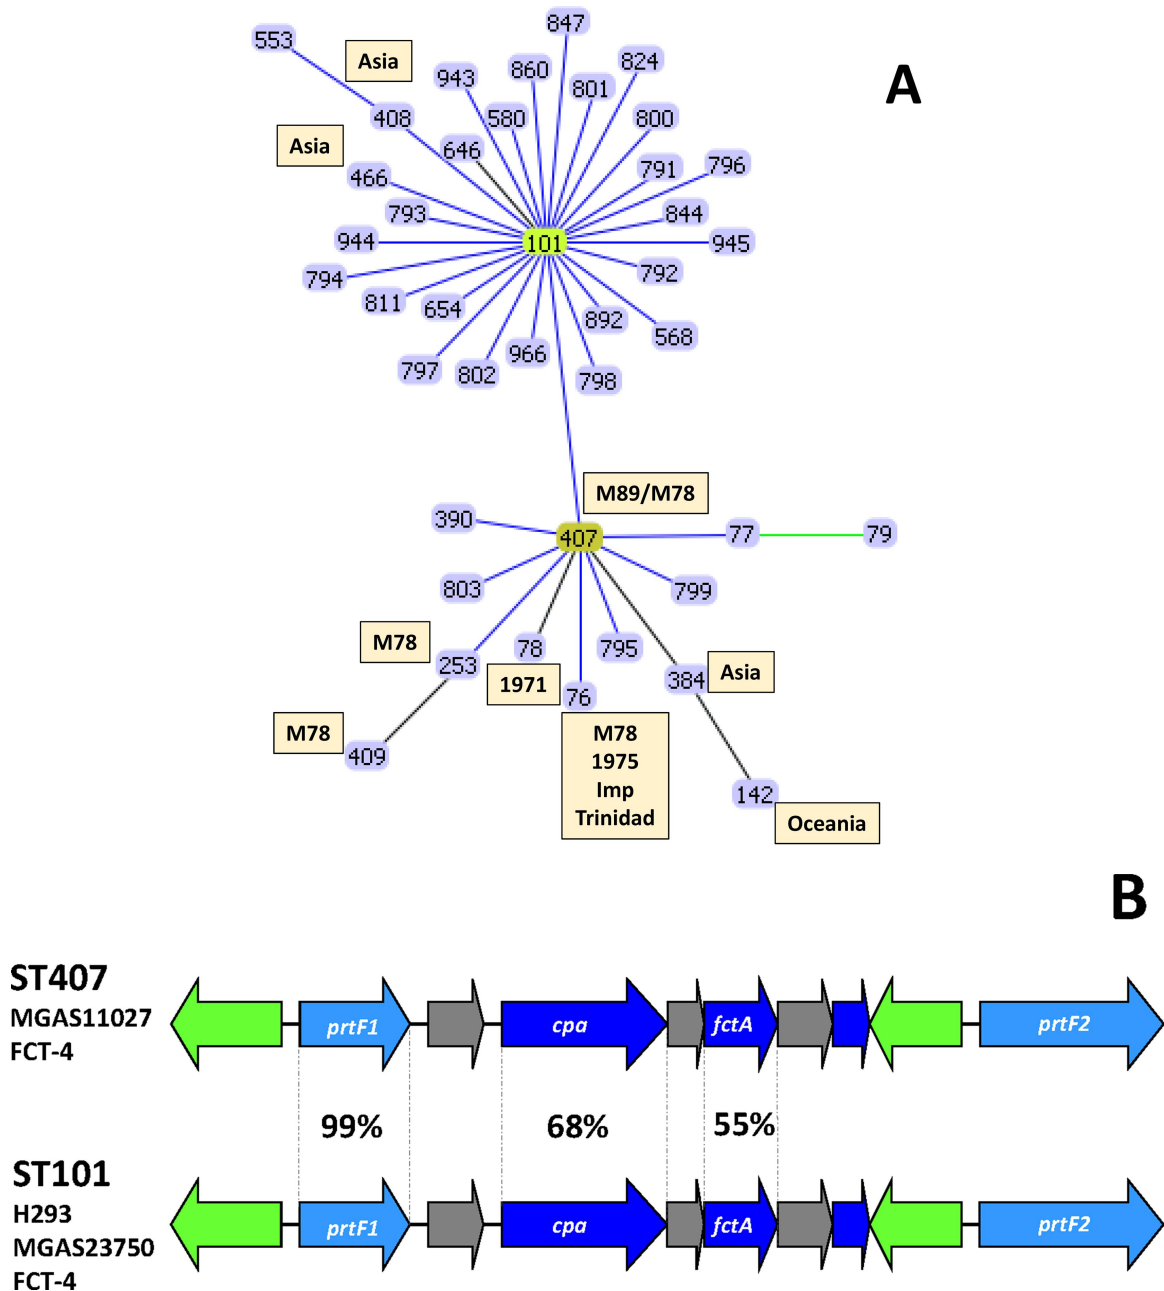 847
553
Asia
824
860
943
801
408
580
800
Asia
646
791
796
466
793
844
944
101
945
794
792
811
654
892
568
966
797
802
798
M89/M78
390
407
77
79
803
799
M78
78
795
253
1971
384
Asia
76
M78
409
M78
1975
Imp
Trinidad
142
Oceania
A
B
ST407
MGAS11027
FCT-4
prtF1
cpa
fctA
prtF2
99%
68%
55%
ST101
H293
MGAS23750
FCT-4
prtF1
cpa
fctA
prtF2